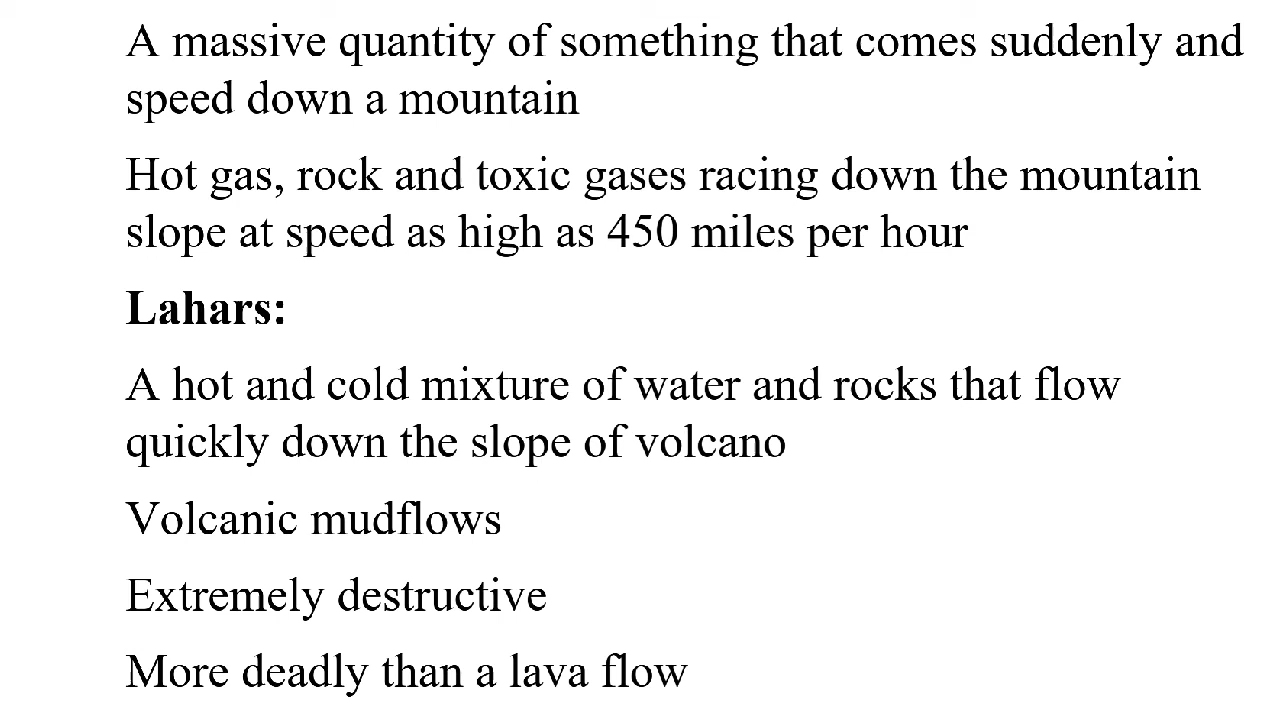 A massive quantity of something that comes suddenly and
speed down a mountain
Hot gas, rock and toxic gases racing down the mountain
slope at speed as high as 450 miles per hour
Lahars:
A hot and cold mixture of water and rocks that flow
quickly down the slope of volcano
Volcanic mudflows
Extremely destructive
More deadly than a lava flow